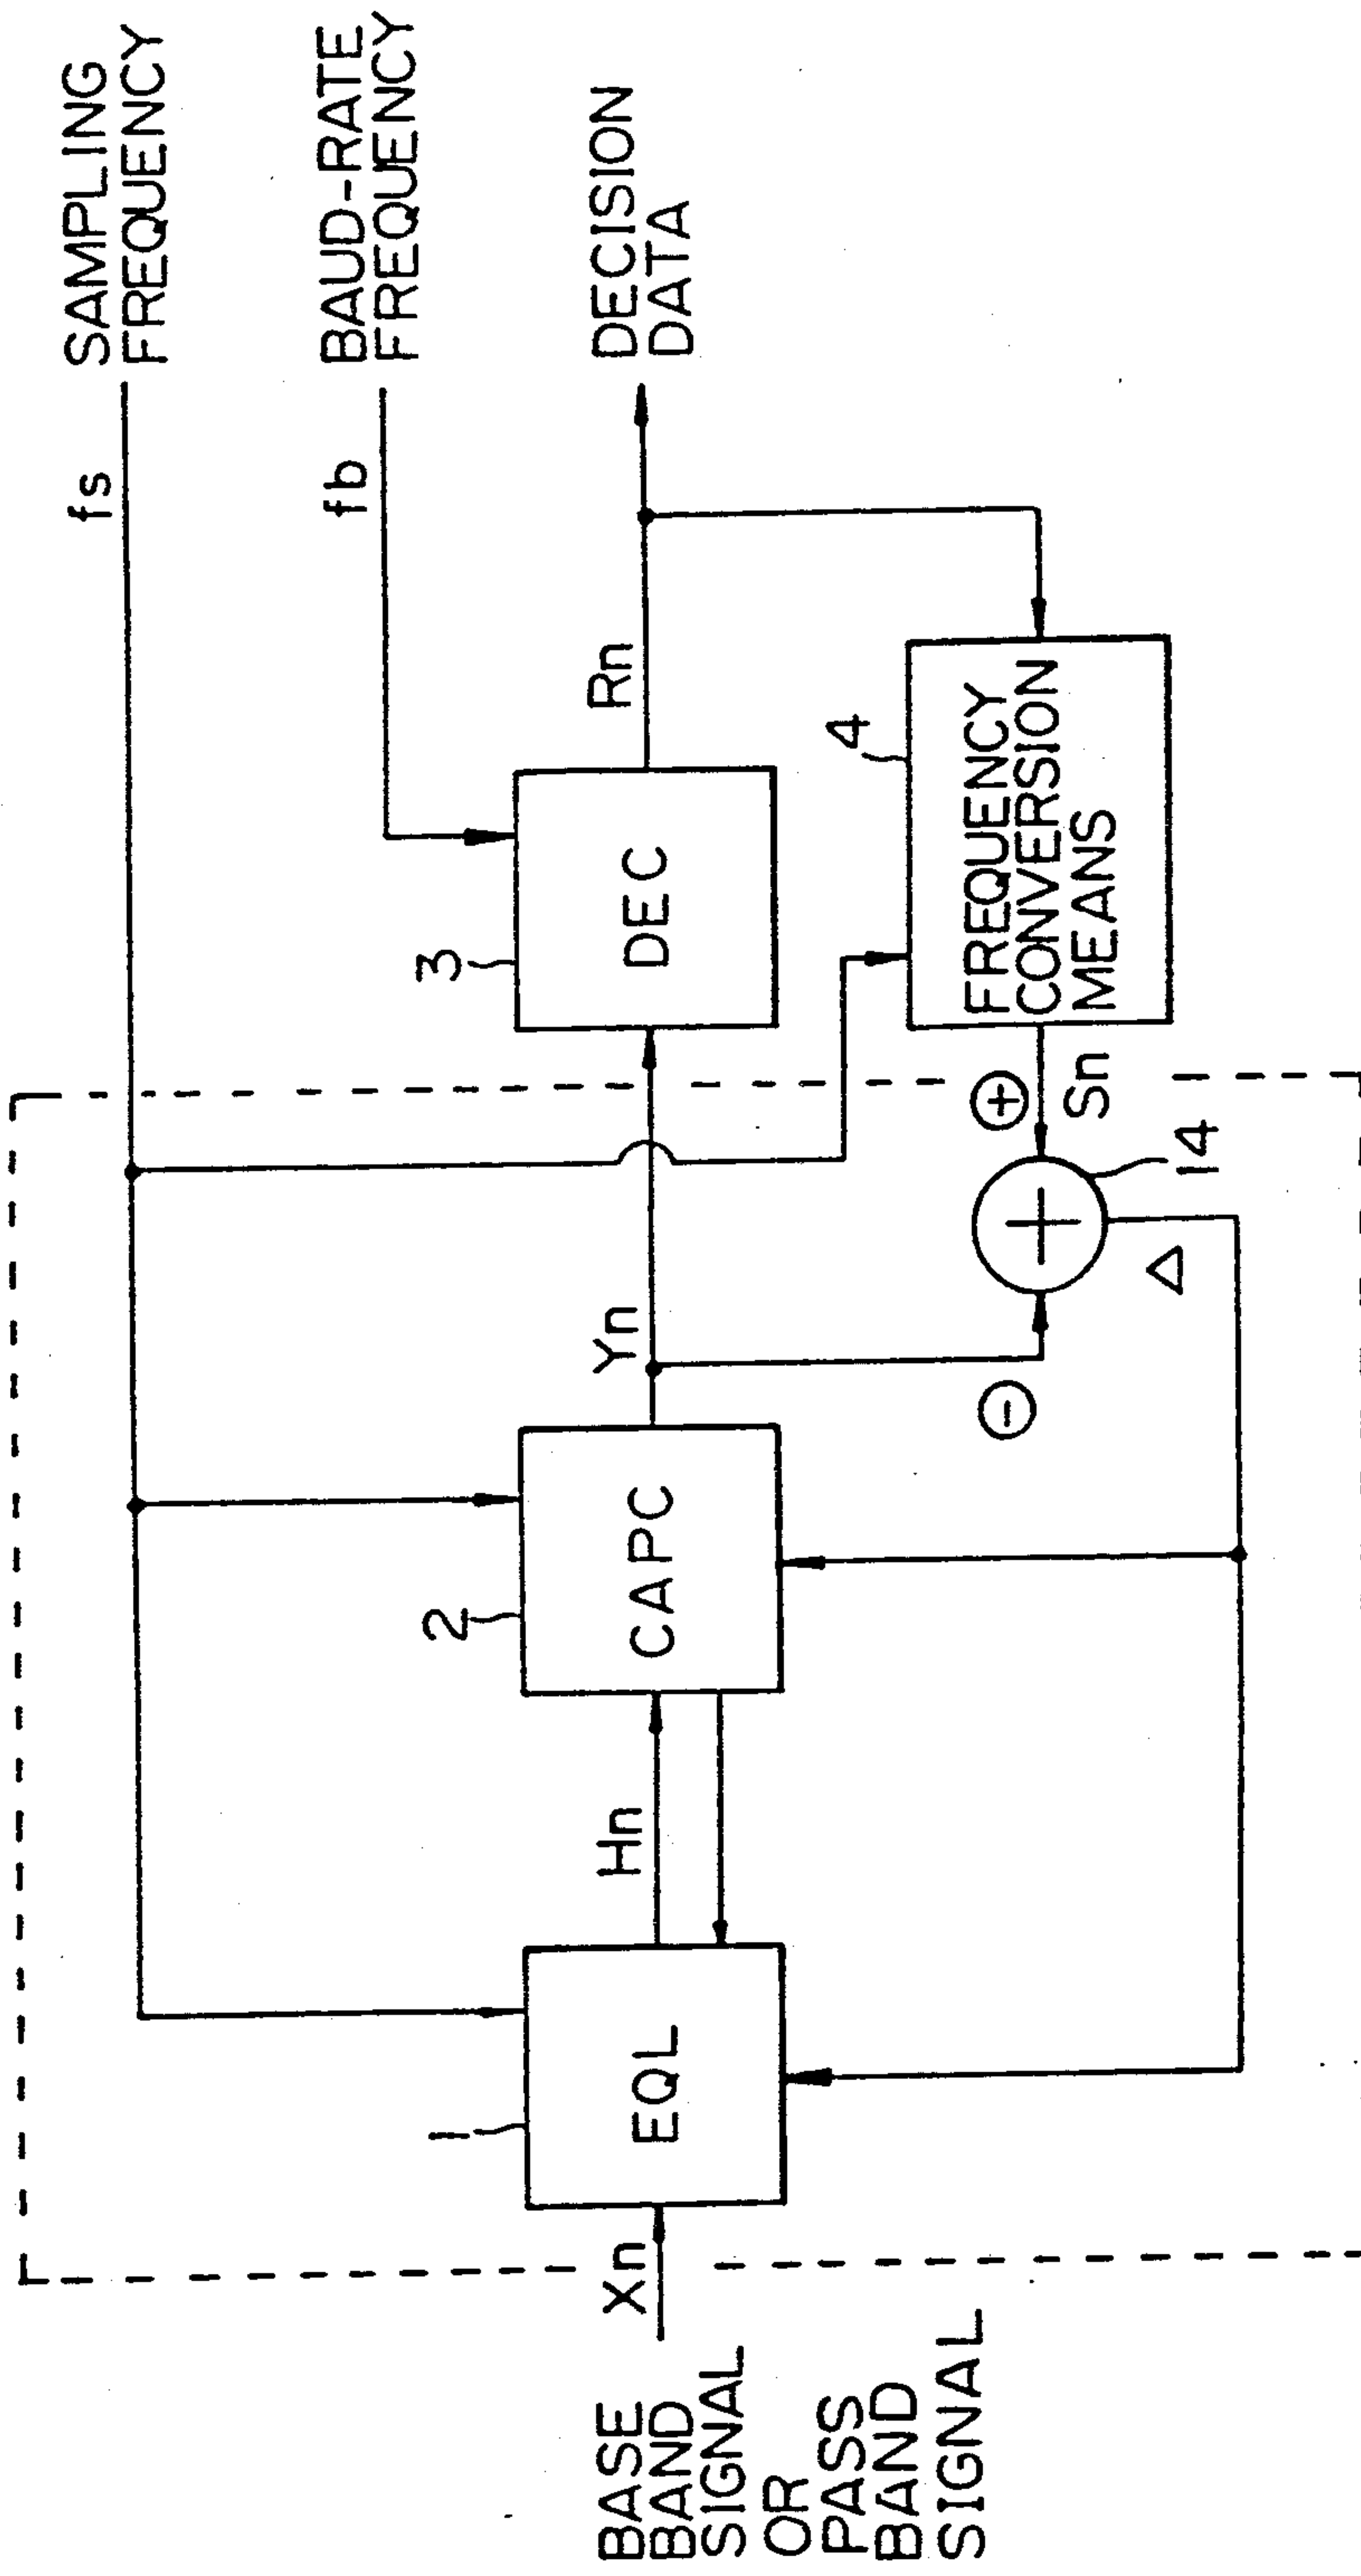 SAMPLING
FREQUENCY
fs
BAUD-RATE
FREQUENCY
fb
DECISION
DATA
BASE
BAND
SIGNAL
OR
PASS
BAND
SIGNAL
Xn
1
EQL
Hn
2
CAPC
Yn
3
DEC
Rn
4
FREQUENCY
CONVERSION
MEANS
+
Sn
-
+
14
Δ